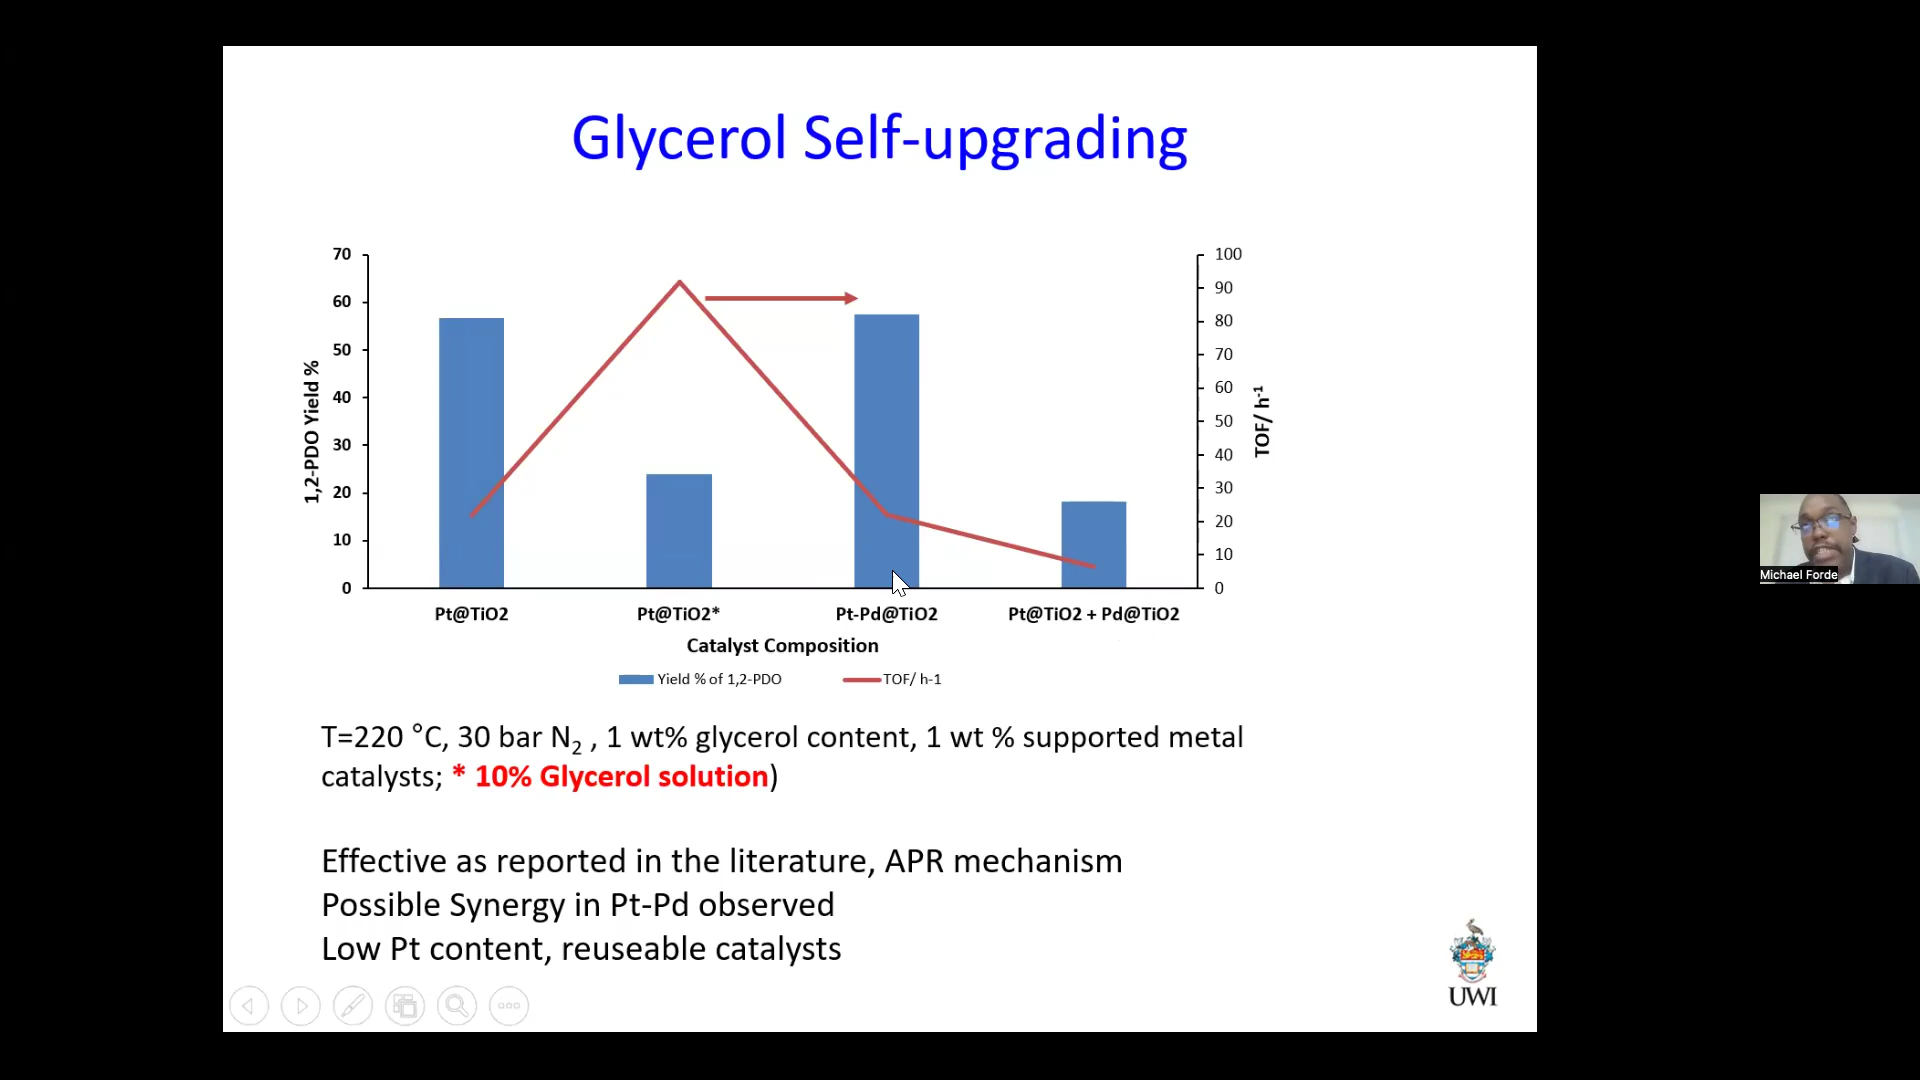 Glycerol Self-upgrading
70
60
50
40
30
20
10
0
1,2-PDO Yield %
100
90
80
70
60
50
40
30
20
10
0
TOF/ h-1
Pt@TiO2
Pt@TiO2*
Pt-Pd@TiO2
Pt@TiO2 + Pd@TiO2
Catalyst Composition
Yield % of 1,2-PDO
TOF/ h-1
T=220 °C, 30 bar N2 , 1 wt% glycerol content, 1 wt % supported metal
catalysts; * 10% Glycerol solution)
Effective as reported in the literature, APR mechanism
Possible Synergy in Pt-Pd observed
Low Pt content, reuseable catalysts
UWI
Michael Forde